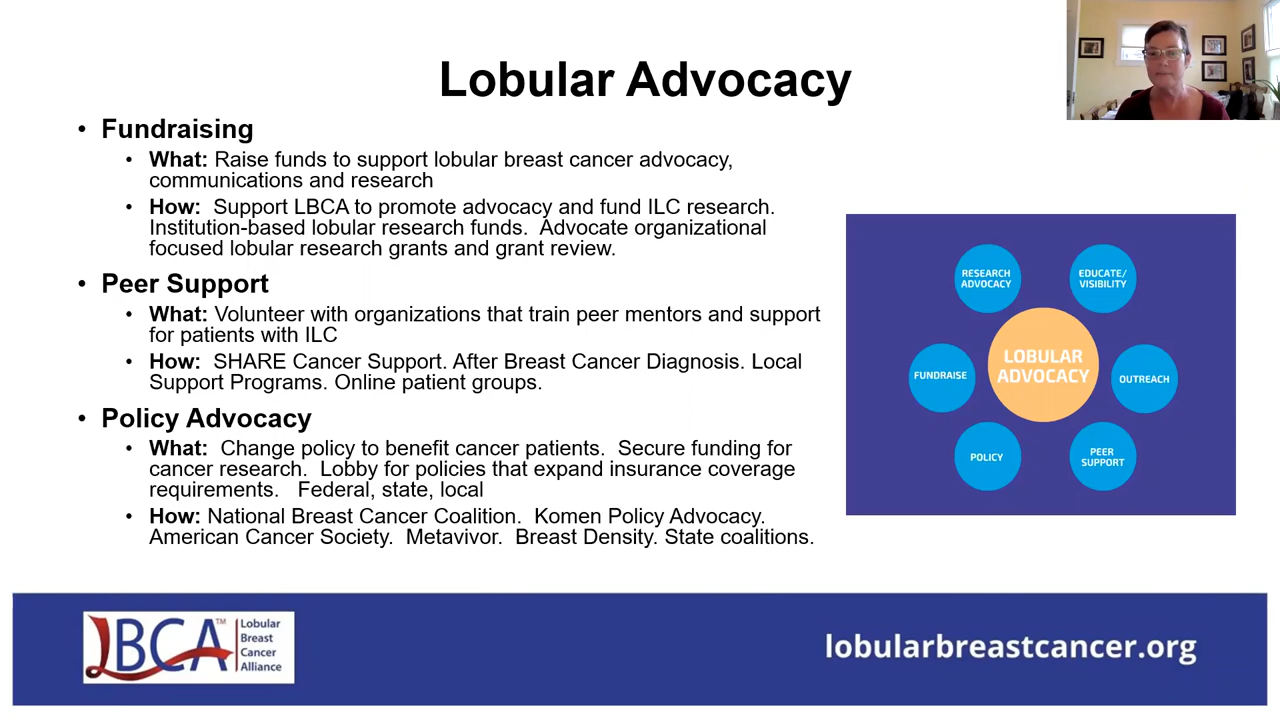 Lobular Advocacy
• Fundraising
• What: Raise funds to support lobular breast cancer advocacy,
communications and research
• How: Support LBCA to promote advocacy and fund ILC research.
Institution-based lobular research funds. Advocate organizational
focused lobular research grants and grant review.
• Peer Support
• What: Volunteer with organizations that train peer mentors and support
for patients with ILC
• How: SHARE Cancer Support. After Breast Cancer Diagnosis. Local
Support Programs. Online patient groups.
• Policy Advocacy
• What: Change policy to benefit cancer patients. Secure funding for
cancer research. Lobby for policies that expand insurance coverage
requirements. Federal, state, local
• How: National Breast Cancer Coalition. Komen Policy Advocacy.
American Cancer Society. Metavivor. Breast Density. State coalitions.
RESEARCH
ADVOCACY
EDUCATE/
VISIBILITY
LOBULAR
ADVOCACY
FUNDRAISE
OUTREACH
POLICY
PEER
SUPPORT
LBCA™
Lobular
Breast
Cancer
Alliance
lobularbreastcancer.org